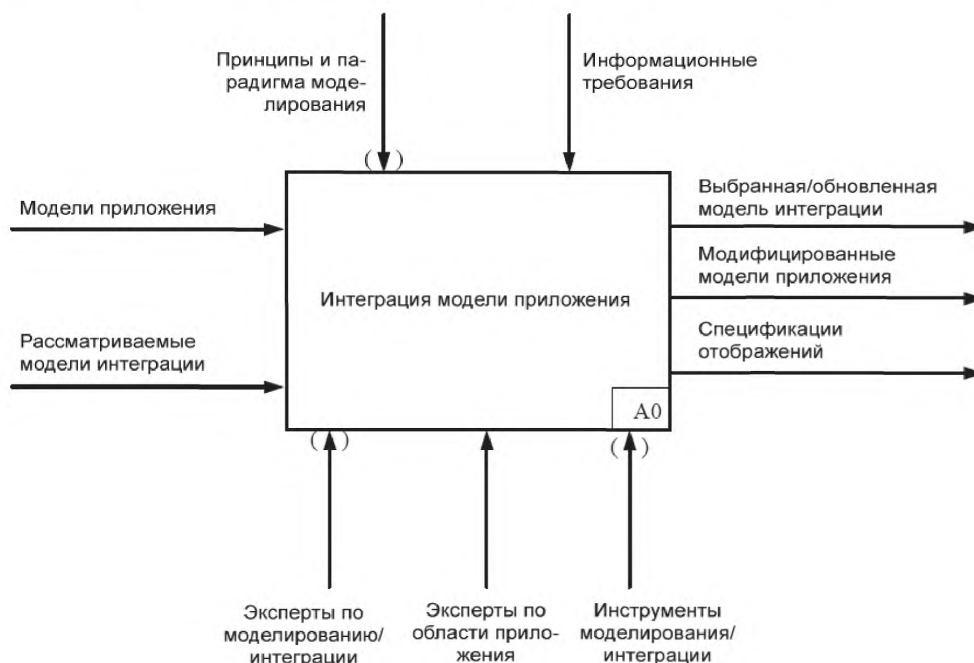 Принципы и па-
радигма моде-
лирования
Информационные
требования
( )
Модели приложения
Выбранная/обновленная
модель интеграции
Модифицированные
модели приложения
Интеграция модели приложения
Рассматриваемые
модели интеграции
Спецификации
отображений
A0
( )
( )
Эксперты по
моделированию/
интеграции
Эксперты по
области прило-
жения
Инструменты
моделирования/
интеграции